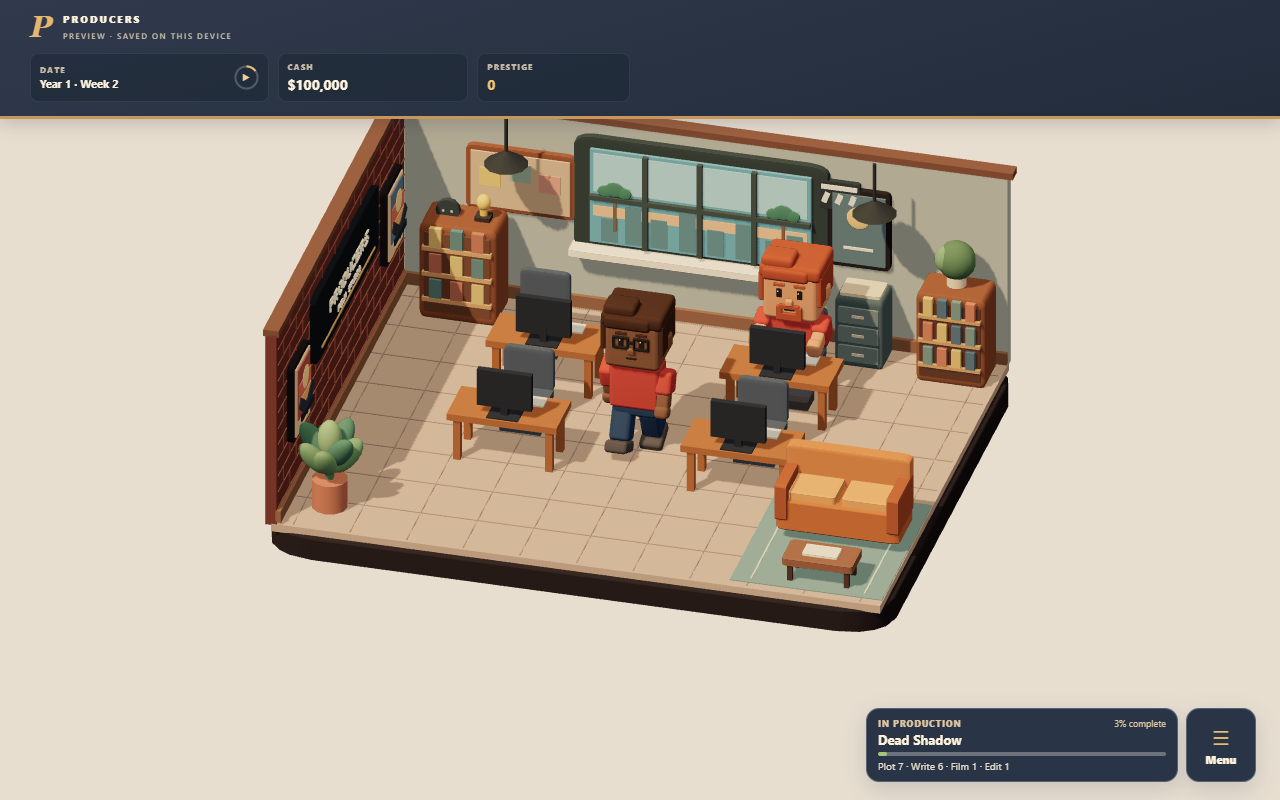 P
PRODUCERS
PREVIEW · SAVED ON THIS DEVICE
DATE
Year 1 · Week 2
CASH
$100,000
PRESTIGE
0
IN PRODUCTION
3% complete
Dead Shadow
Plot 7 · Write 6 · Film 1 · Edit 1
Menu